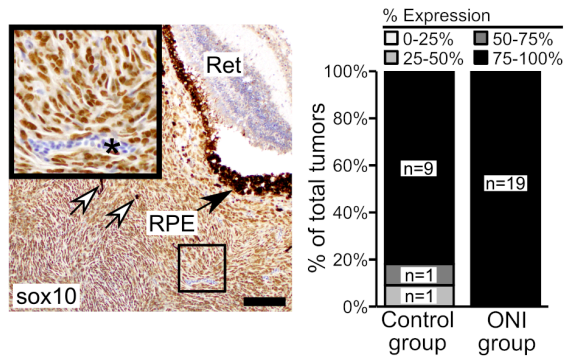 Ret
*
RPE
sox10
% Expression
0-25% 50-75%
25-50% 75-100%
% of total tumors
100%
80%
60%
40%
20%
0%
n=9
n=1
n=1
n=19
Control group
ONI group